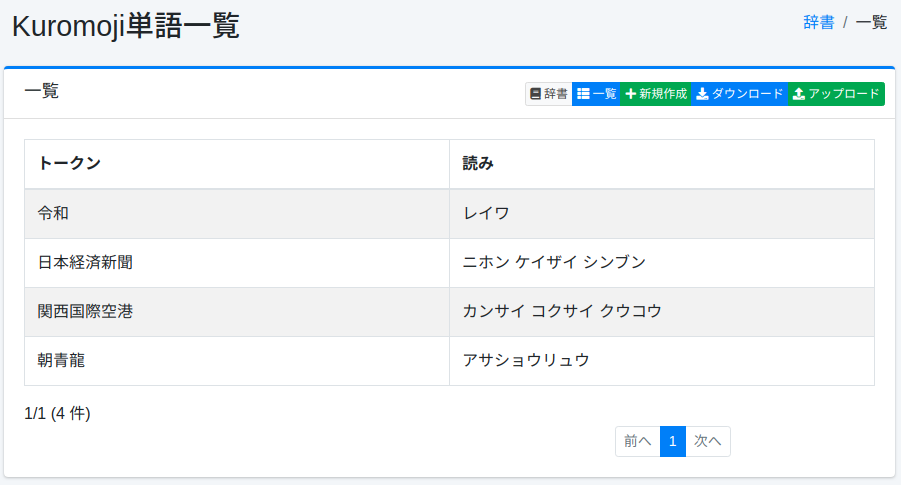 Kuromoji単語一覧
辞書 / 一覧
一覧
辞書 一覧 新規作成 ダウンロード アップロード
トークン 読み
令和 レイワ
日本経済新聞 ニホン ケイザイ シンブン
関西国際空港 カンサイ コクサイ クウコウ
朝青龍 アサショウリュウ
1/1 (4 件)
前へ 1 次へ